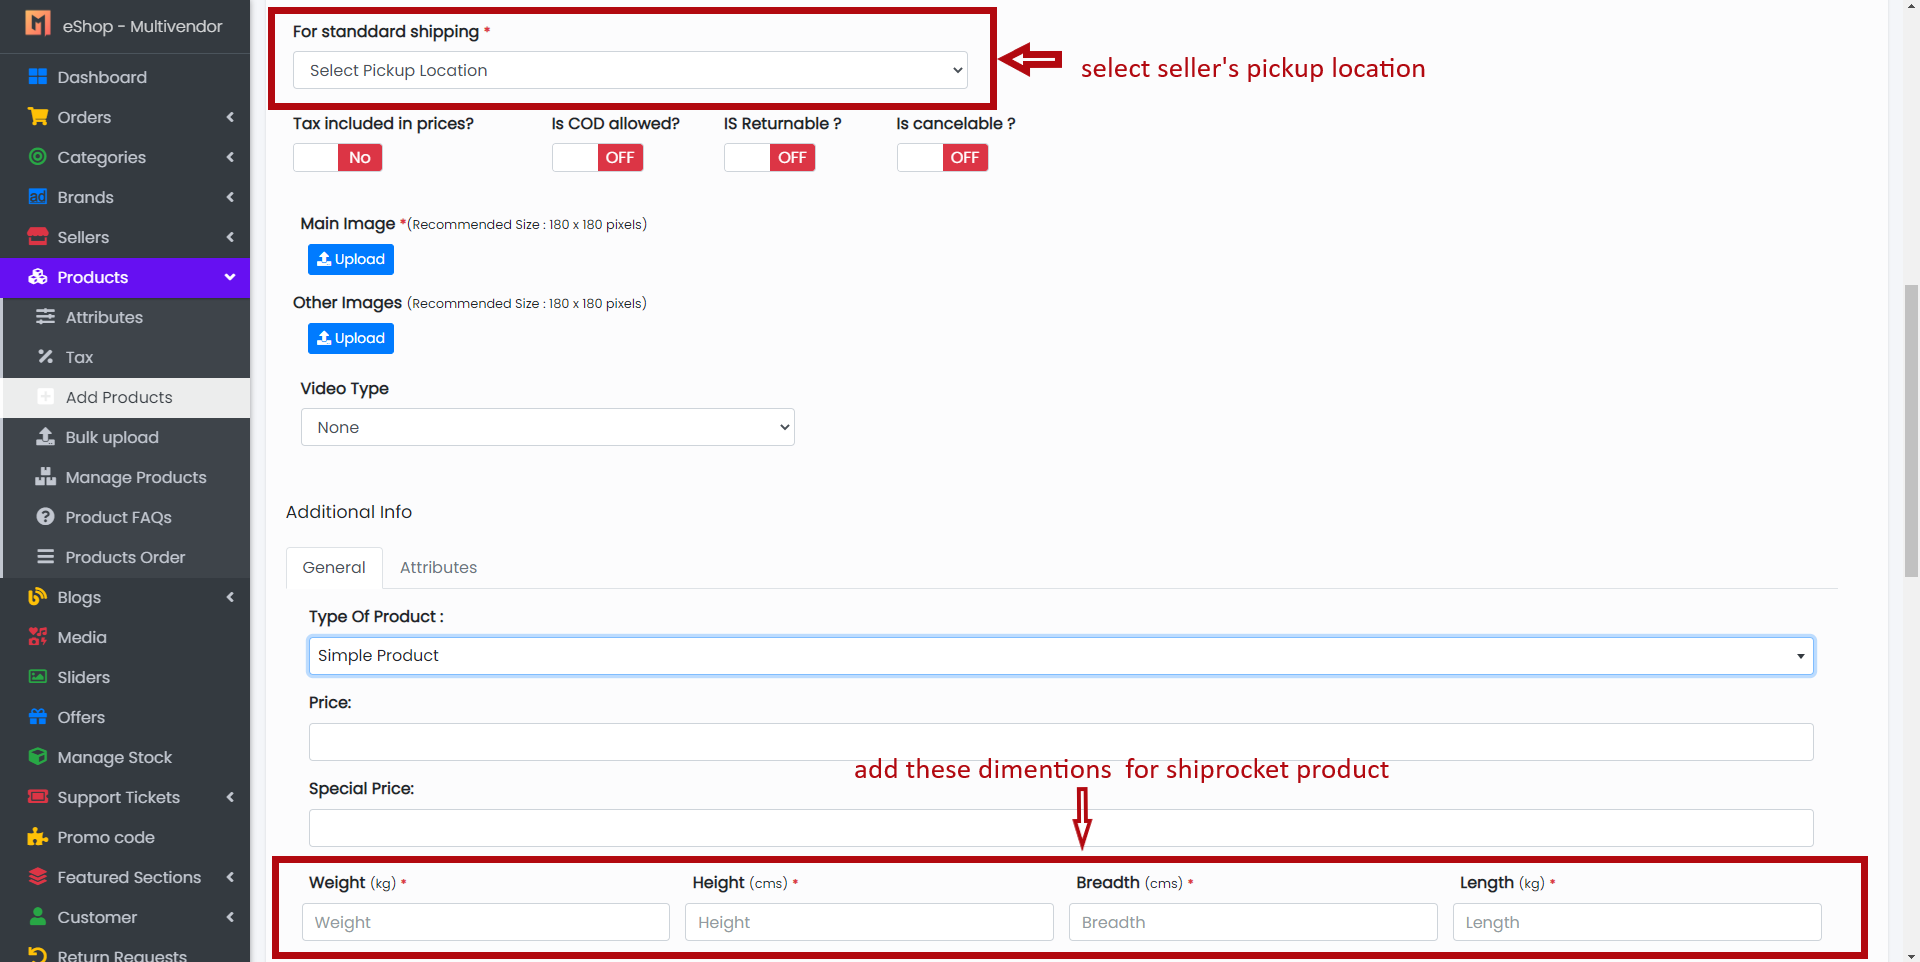 eShop - Multivendor
Dashboard
Orders
Categories
Brands
Sellers
Products
Attributes
Tax
Add Products
Bulk upload
Manage Products
Product FAQs
Products Order
Blogs
Media
Sliders
Offers
Manage Stock
Support Tickets
Promo code
Featured Sections
Customer
Return Requests
For standdard shipping *
Select Pickup Location
select seller's pickup location
Tax included in prices? Is COD allowed? IS Returnable ? Is cancelable ?
No OFF OFF OFF
Main Image *(Recommended Size : 180 x 180 pixels)
Upload
Other Images (Recommended Size : 180 x 180 pixels)
Upload
Video Type
None
Additional Info
General Attributes
Type Of Product :
Simple Product
Price:
add these dimentions for shiprocket product
Special Price:
Weight (kg) * Height (cms) * Breadth (cms) * Length (kg) *
Weight Height Breadth Length